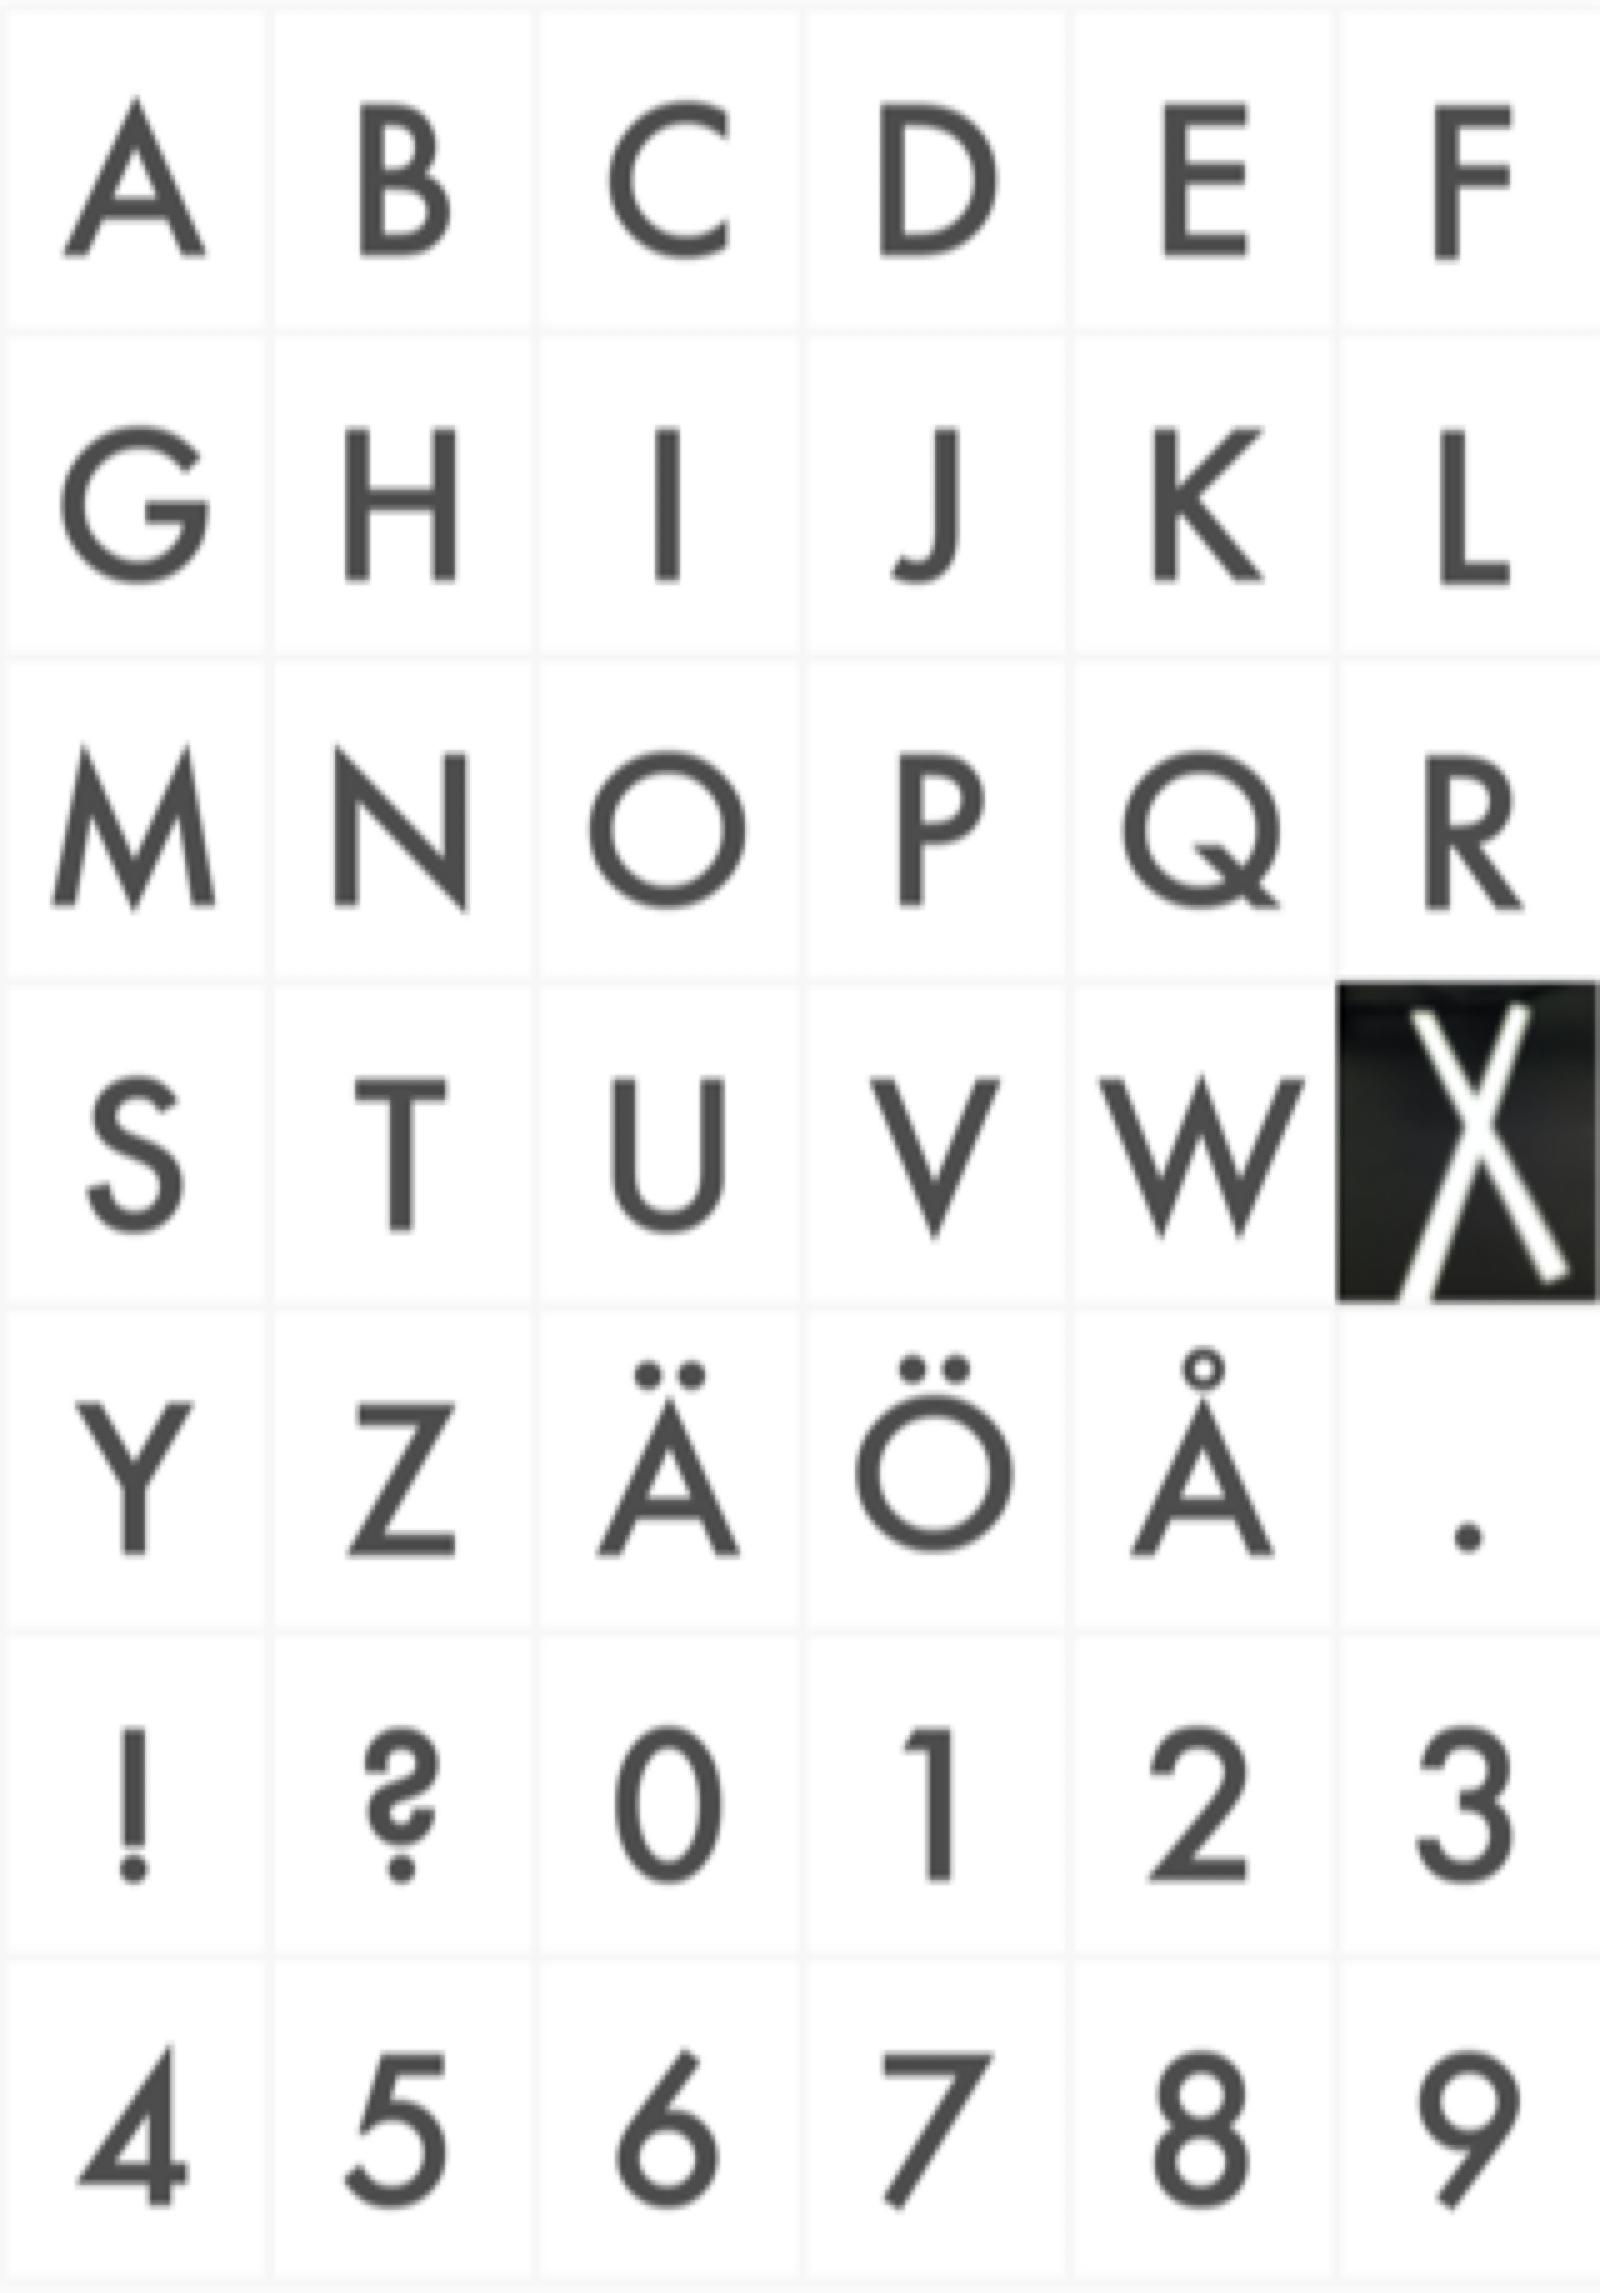 A B C D E F
G H I J K L
M N O P Q R
S T U V W X
Y Z Ä Ö Å .
! ? 0 1 2 3
4 5 6 7 8 9